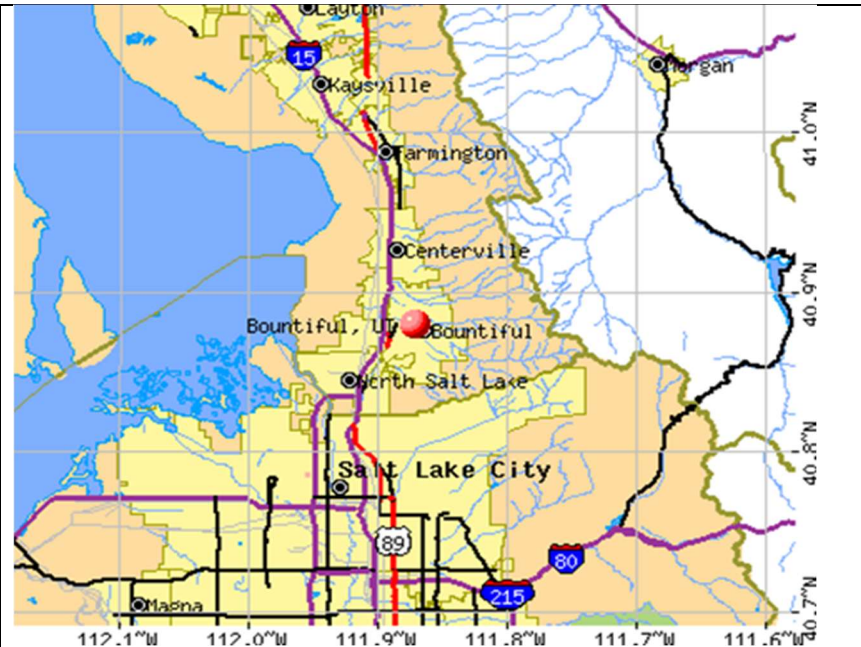 Layton
15
Morgan
Kaysville
41.0°N
Farmington
Centerville
40.9°N
Bountiful, UT
Bountiful
North Salt Lake
40.8°N
Salt Lake City
89
80
215
Magna
40.7°N
112.1°W
112.0°W
111.9°W
111.8°W
111.7°W
111.6°W